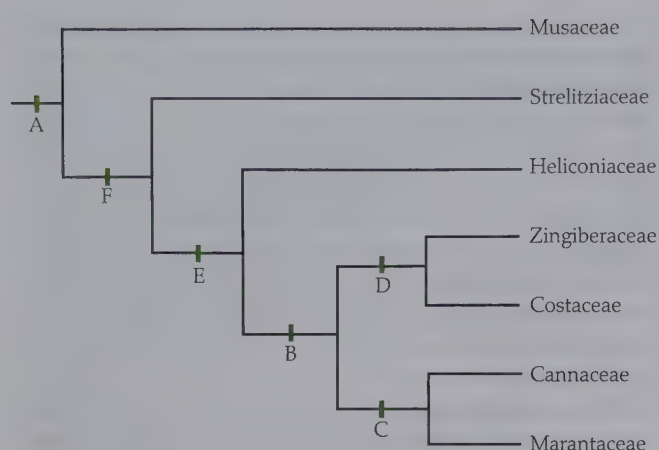 Musaceae
Strelitziaceae
A
Heliconiaceae
F
Zingiberaceae
E
D
Costaceae
B
Cannaceae
C
Marantaceae